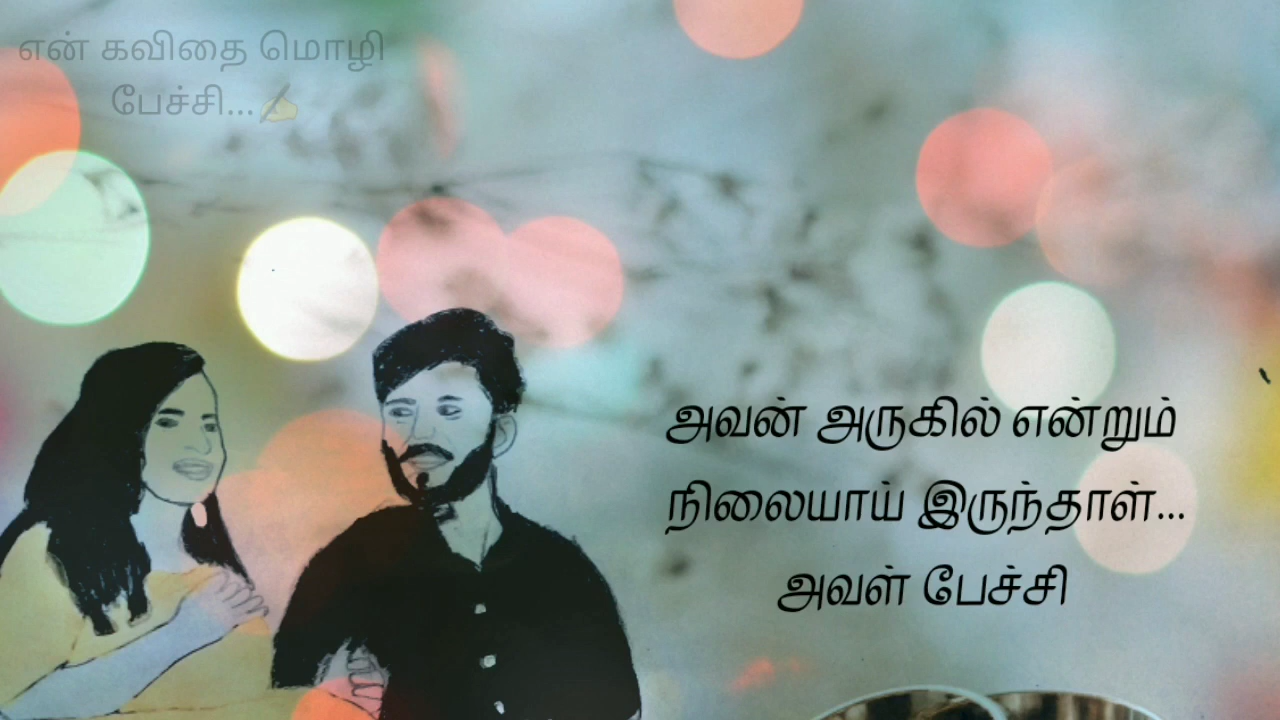 என் கவிதை மொழி
பேச்சி...✍
அவன் அருகில் என்றும்
நிலையாய் இருந்தாள்...
அவள் பேச்சி